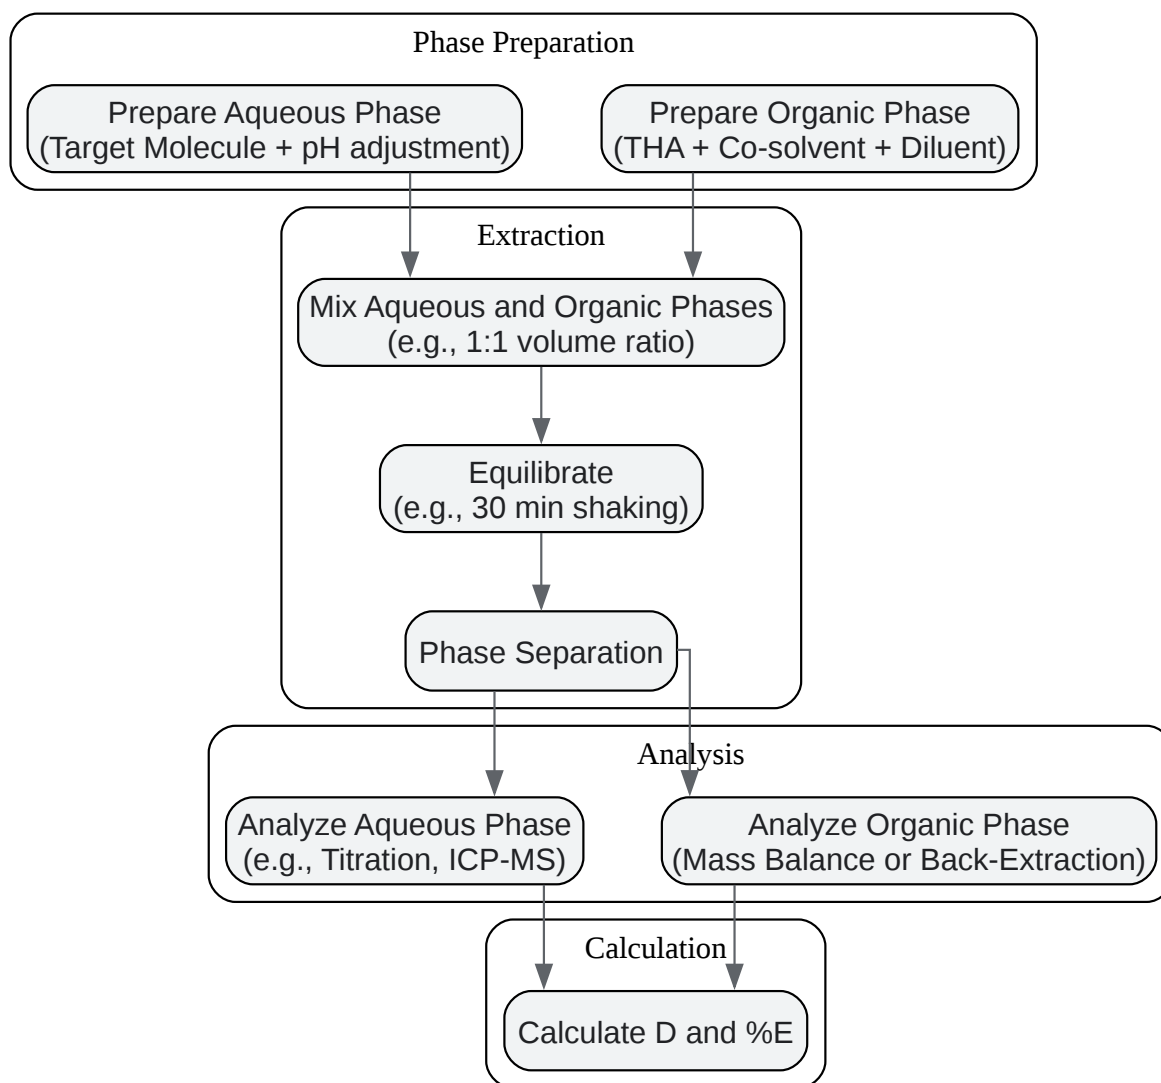 Phase Preparation
Prepare Aqueous Phase
(Target Molecule + pH adjustment)
Prepare Organic Phase
(THA + Co-solvent + Diluent)
Extraction
Mix Aqueous and Organic Phases
(e.g., 1:1 volume ratio)
Equilibrate
(e.g., 30 min shaking)
Phase Separation
Analysis
Analyze Aqueous Phase
(e.g., Titration, ICP-MS)
Analyze Organic Phase
(Mass Balance or Back-Extraction)
Calculation
Calculate D and %E